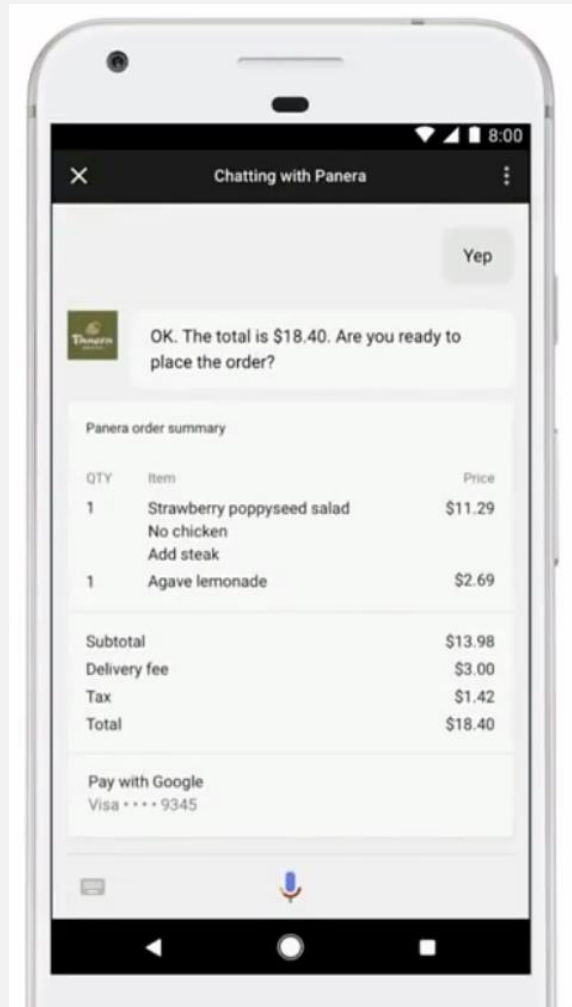 8:00
Chatting with Panera
Yep
Panera
OK. The total is $18.40. Are you ready to
place the order?
Panera order summary
QTY Item Price
1 Strawberry poppyseed salad $11.29
No chicken
Add steak
1 Agave lemonade $2.69
Subtotal $13.98
Delivery fee $3.00
Tax $1.42
Total $18.40
Pay with Google
Visa •••• 9345